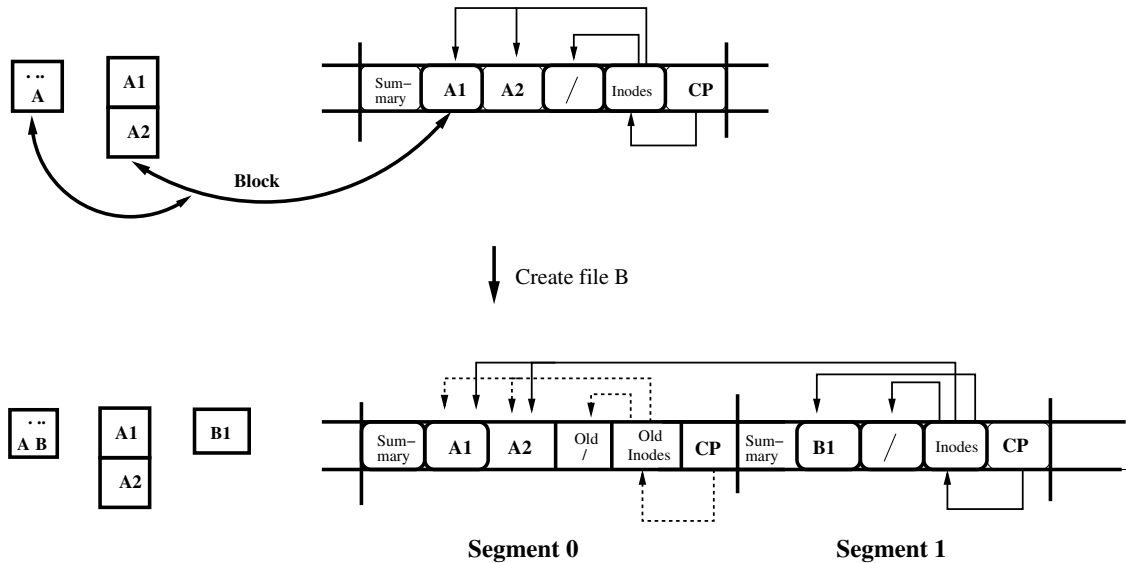 . ..
A
A1
A2
Sum–
mary
A1
A2
/
Inodes
CP
Block
Create file B
. ..
A B
A1
A2
B1
Sum–
mary
A1
A2
Old
/
Old
Inodes
CP
Sum–
mary
B1
/
Inodes
CP
Segment 0
Segment 1